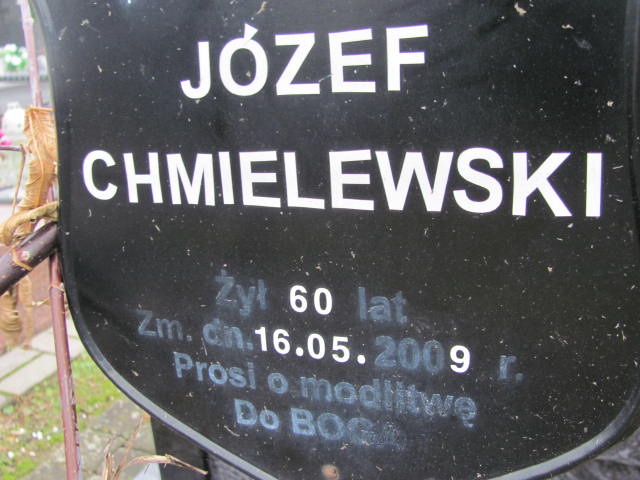 JÓZEF
CHMIELEWSKI
Żył 60 lat
Zm. dn.16.05.2009 r.
Prosi o modlitwę
Do BOGA